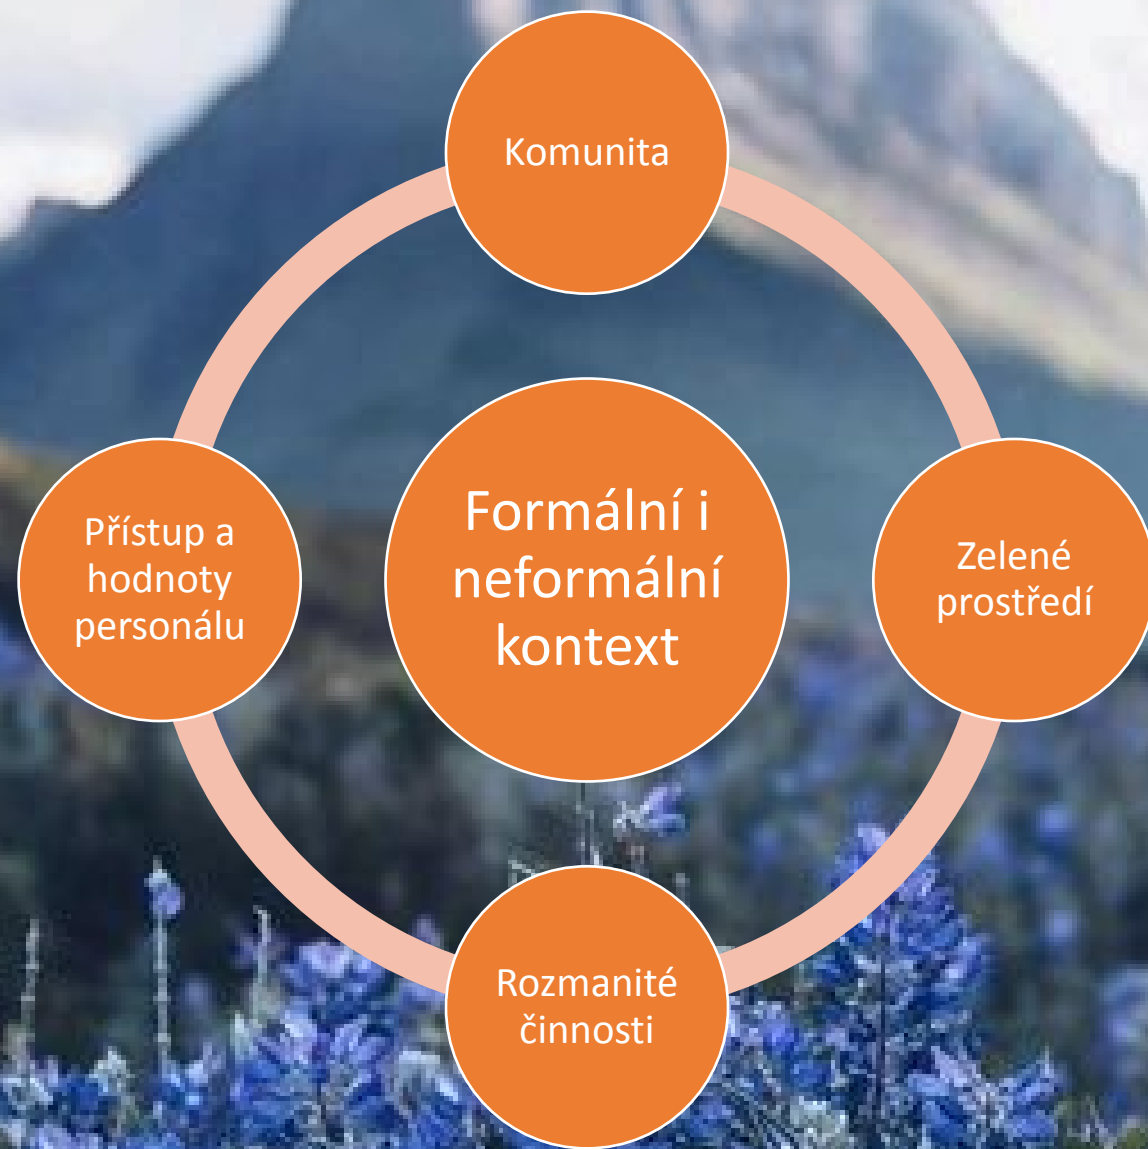 Komunita
Formální i
neformální
kontext
Přístup a
hodnoty
personálu
Zelené
prostředí
Rozmanité
činnosti